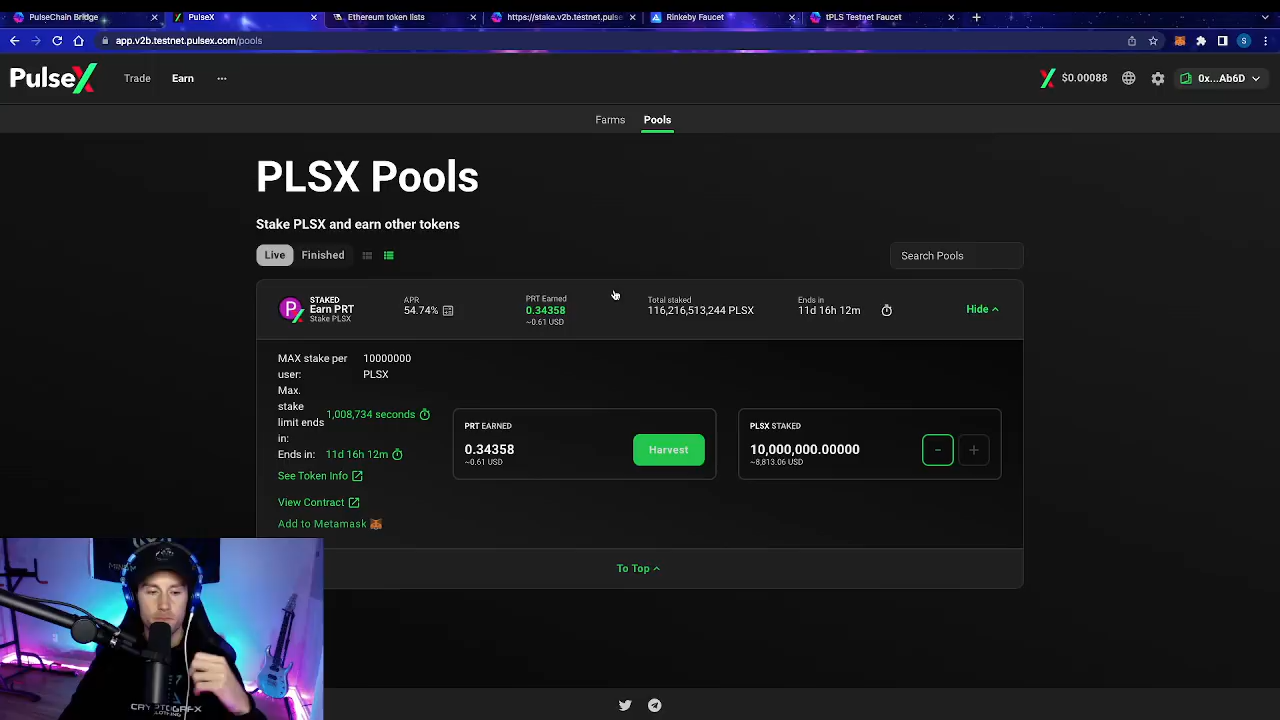 PulseChain Bridge
PulseX
Ethereum token lists
https://stake.v2b.testnet.pulse
Rinkeby Faucet
tPLS Testnet Faucet
app.v2b.testnet.pulsex.com/pools
PulseX
Trade
Earn
$0.00088
0x...Ab6D
Farms
Pools
PLSX Pools
Stake PLSX and earn other tokens
Live
Finished
Search Pools
STAKED
Earn PRT
Stake PLSX
APR
54.74%
PRT Earned
0.34358
~0.61 USD
Total staked
116,216,513,244 PLSX
Ends in
11d 16h 12m
Hide
MAX stake per
user:
10000000
PLSX
Max.
stake
limit ends
in:
1,008,734 seconds
Ends in:
11d 16h 12m
See Token Info
View Contract
Add to Metamask
PRT EARNED
0.34358
~0.61 USD
Harvest
PLSX STAKED
10,000,000.00000
~8,813.06 USD
-
+
To Top